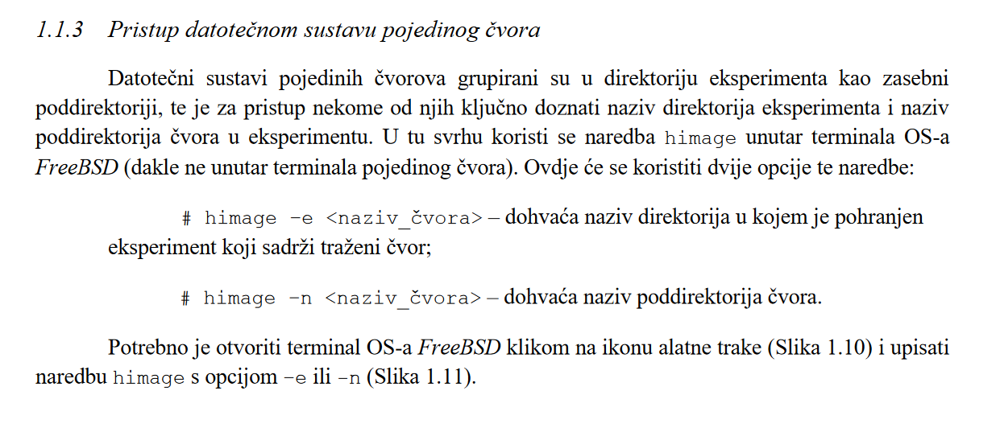 1.1.3 Pristup datotečnom sustavu pojedinog čvora
Datotečni sustavi pojedinih čvorova grupirani su u direktoriju eksperimenta kao zasebni
poddirektoriji, te je za pristup nekome od njih ključno doznati naziv direktorija eksperimenta i naziv
poddirektorija čvora u eksperimentu. U tu svrhu koristi se naredba himage unutar terminala OS-a
FreeBSD (dakle ne unutar terminala pojedinog čvora). Ovdje će se koristiti dvije opcije te naredbe:
# himage -e <naziv_čvora> – dohvaća naziv direktorija u kojem je pohranjen
eksperiment koji sadrži traženi čvor;
# himage -n <naziv_čvora> – dohvaća naziv poddirektorija čvora.
Potrebno je otvoriti terminal OS-a FreeBSD klikom na ikonu alatne trake (Slika 1.10) i upisati
naredbu himage s opcijom -e ili -n (Slika 1.11).